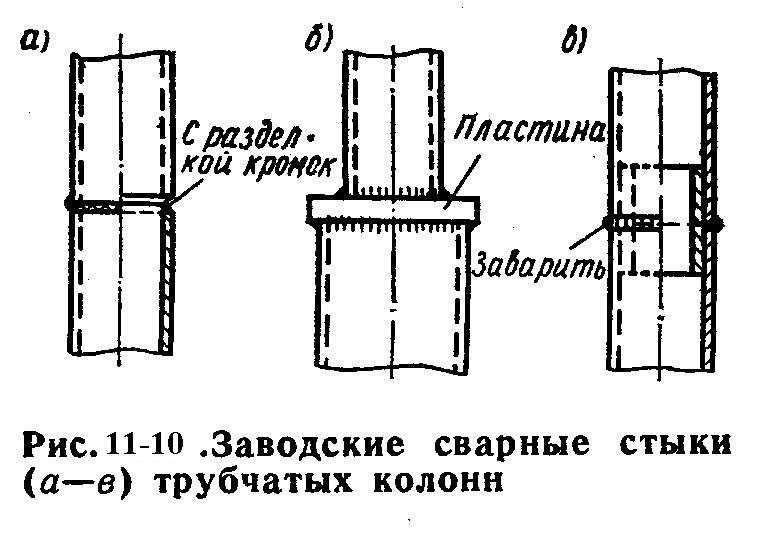 а)
б)
в)
С раздел-
кой кромок
Пластина
Заварить
Рис. 11-10 .Заводские сварные стыки
(а—в) трубчатых колонн